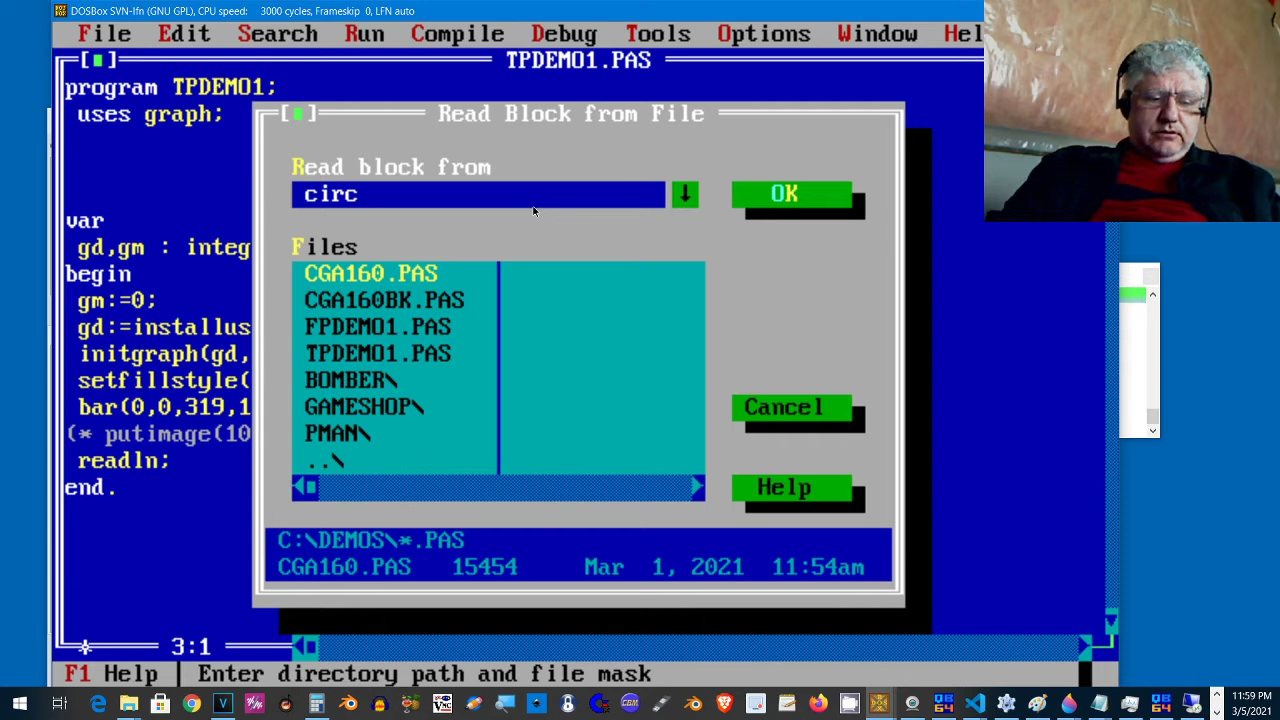 DOSBox SVN-lfn (GNU GPL), CPU speed: 3000 cycles, Frameskip 0, LFN auto
File Edit Search Run Compile Debug Tools Options Window Hel
TPDEMO1.PAS
program TPDEMO1;
uses graph;
Read Block from File
Read block from
circ
OK
var
gd,gm : integ
begin
gm:=0;
gd:=installus
initgraph(gd,
setfillstyle(
bar(0,0,319,1
(* putimage(10
readln;
end.
Files
CGA160.PAS
CGA160BK.PAS
FPDEMO1.PAS
TPDEMO1.PAS
BOMBER\
GAMESHOP\
PMAN\
..\
Cancel
Help
C:\DEMOS\*.PAS
CGA160.PAS 15454 Mar 1, 2021 11:54am
3:1
F1 Help | Enter directory path and file mask
11:59 PM
3/5/2021